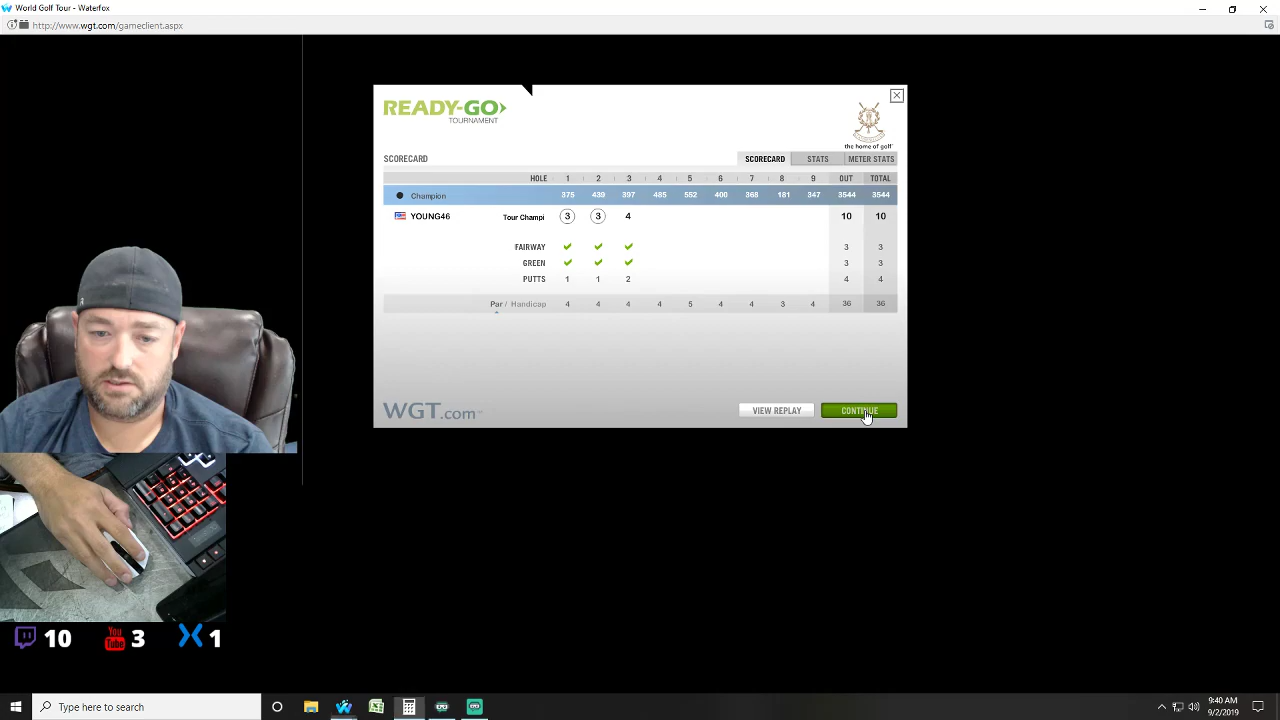 World Golf Tour - Waterfox
http://www.wgt.com/gameclient.aspx
READY-GO
TOURNAMENT
the home of golf
SCORECARD
SCORECARD STATS METER STATS
HOLE 1 2 3 4 5 6 7 8 9 OUT TOTAL
Champion 375 439 397 485 552 400 368 181 347 3544 3544
YOUNG46 Tour Champi 3 3 4 10 10
FAIRWAY 3 3
GREEN 3 3
PUTTS 1 1 2 4 4
Par / Handicap 4 4 4 4 5 4 4 3 4 36 36
WGT.com
VIEW REPLAY CONTINUE
10 You Tube 3 1
Type here to search
9:40 AM
9/2/2019